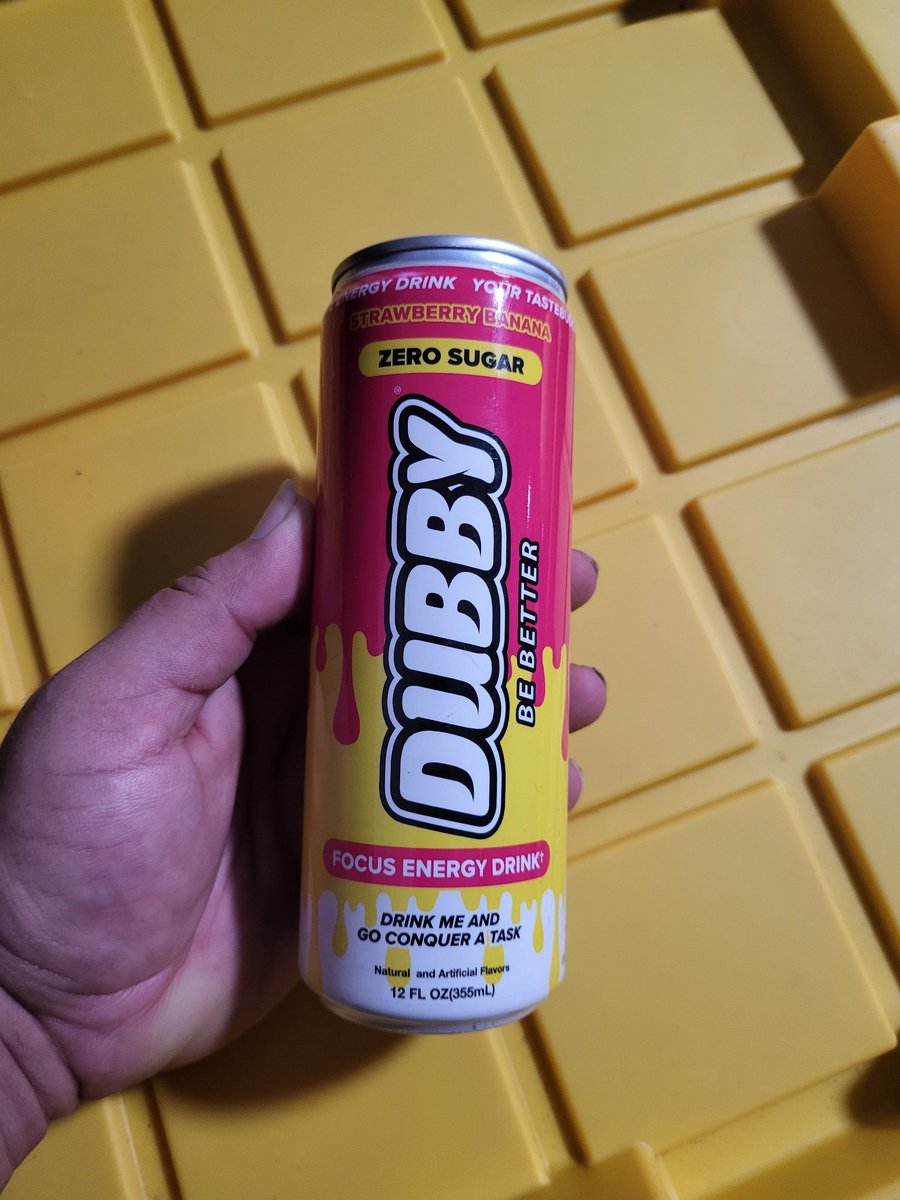 ENERGY DRINK YOUR
STRAWBERRY BANANA
ZERO SUGAR
DUBBY
®
BE BETTER
FOCUS ENERGY DRINK†
DRINK ME AND
GO CONQUER A TASK
Natural and Artificial Flavors
12 FL OZ(355mL)